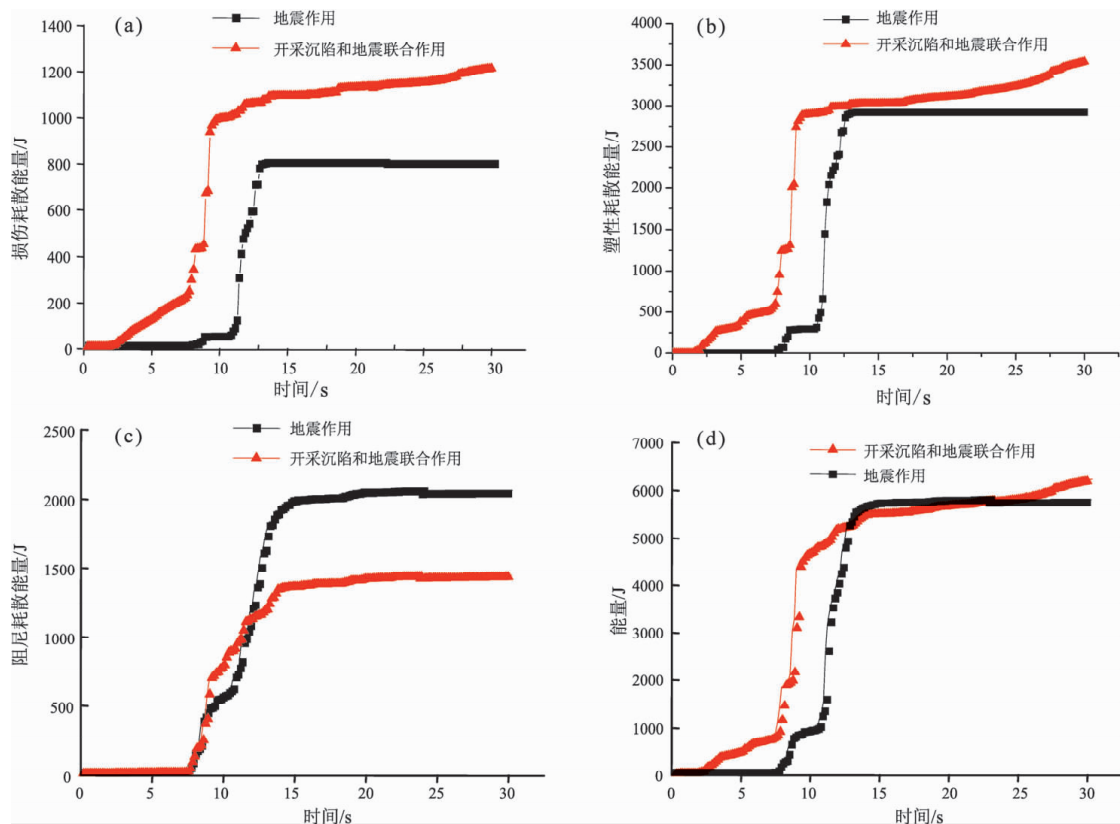 (a)
地震作用
开采沉陷和地震联合作用
损伤耗散能量/J
1400
1200
1000
800
600
400
200
0
0 5 10 15 20 25 30
时间/s
(b)
地震作用
开采沉陷和地震联合作用
塑性耗散能量/J
4000
3500
3000
2500
2000
1500
1000
500
0
0 5 10 15 20 25 30
时间/s
(c)
地震作用
开采沉陷和地震联合作用
阻尼耗散能量/J
2500
2000
1500
1000
500
0
0 5 10 15 20 25 30
时间/s
(d)
开采沉陷和地震联合作用
地震作用
能量/J
7000
6000
5000
4000
3000
2000
1000
0
0 5 10 15 20 25 30
时间/s